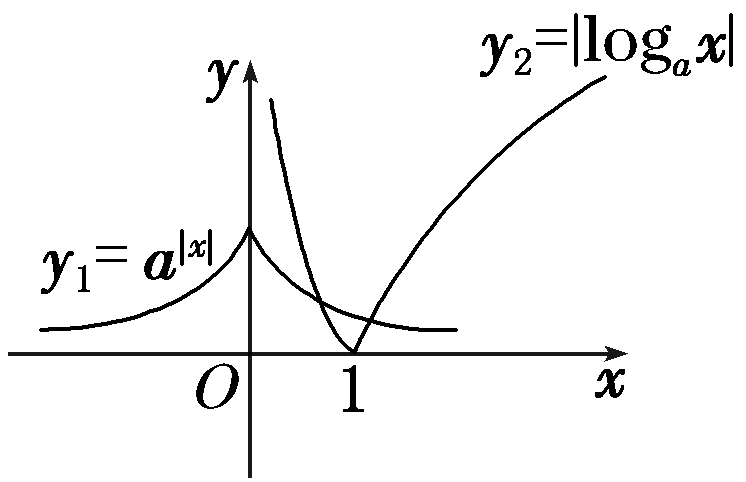 y₂=|logₐx|
y
y₁=a^|x|
O
1
x